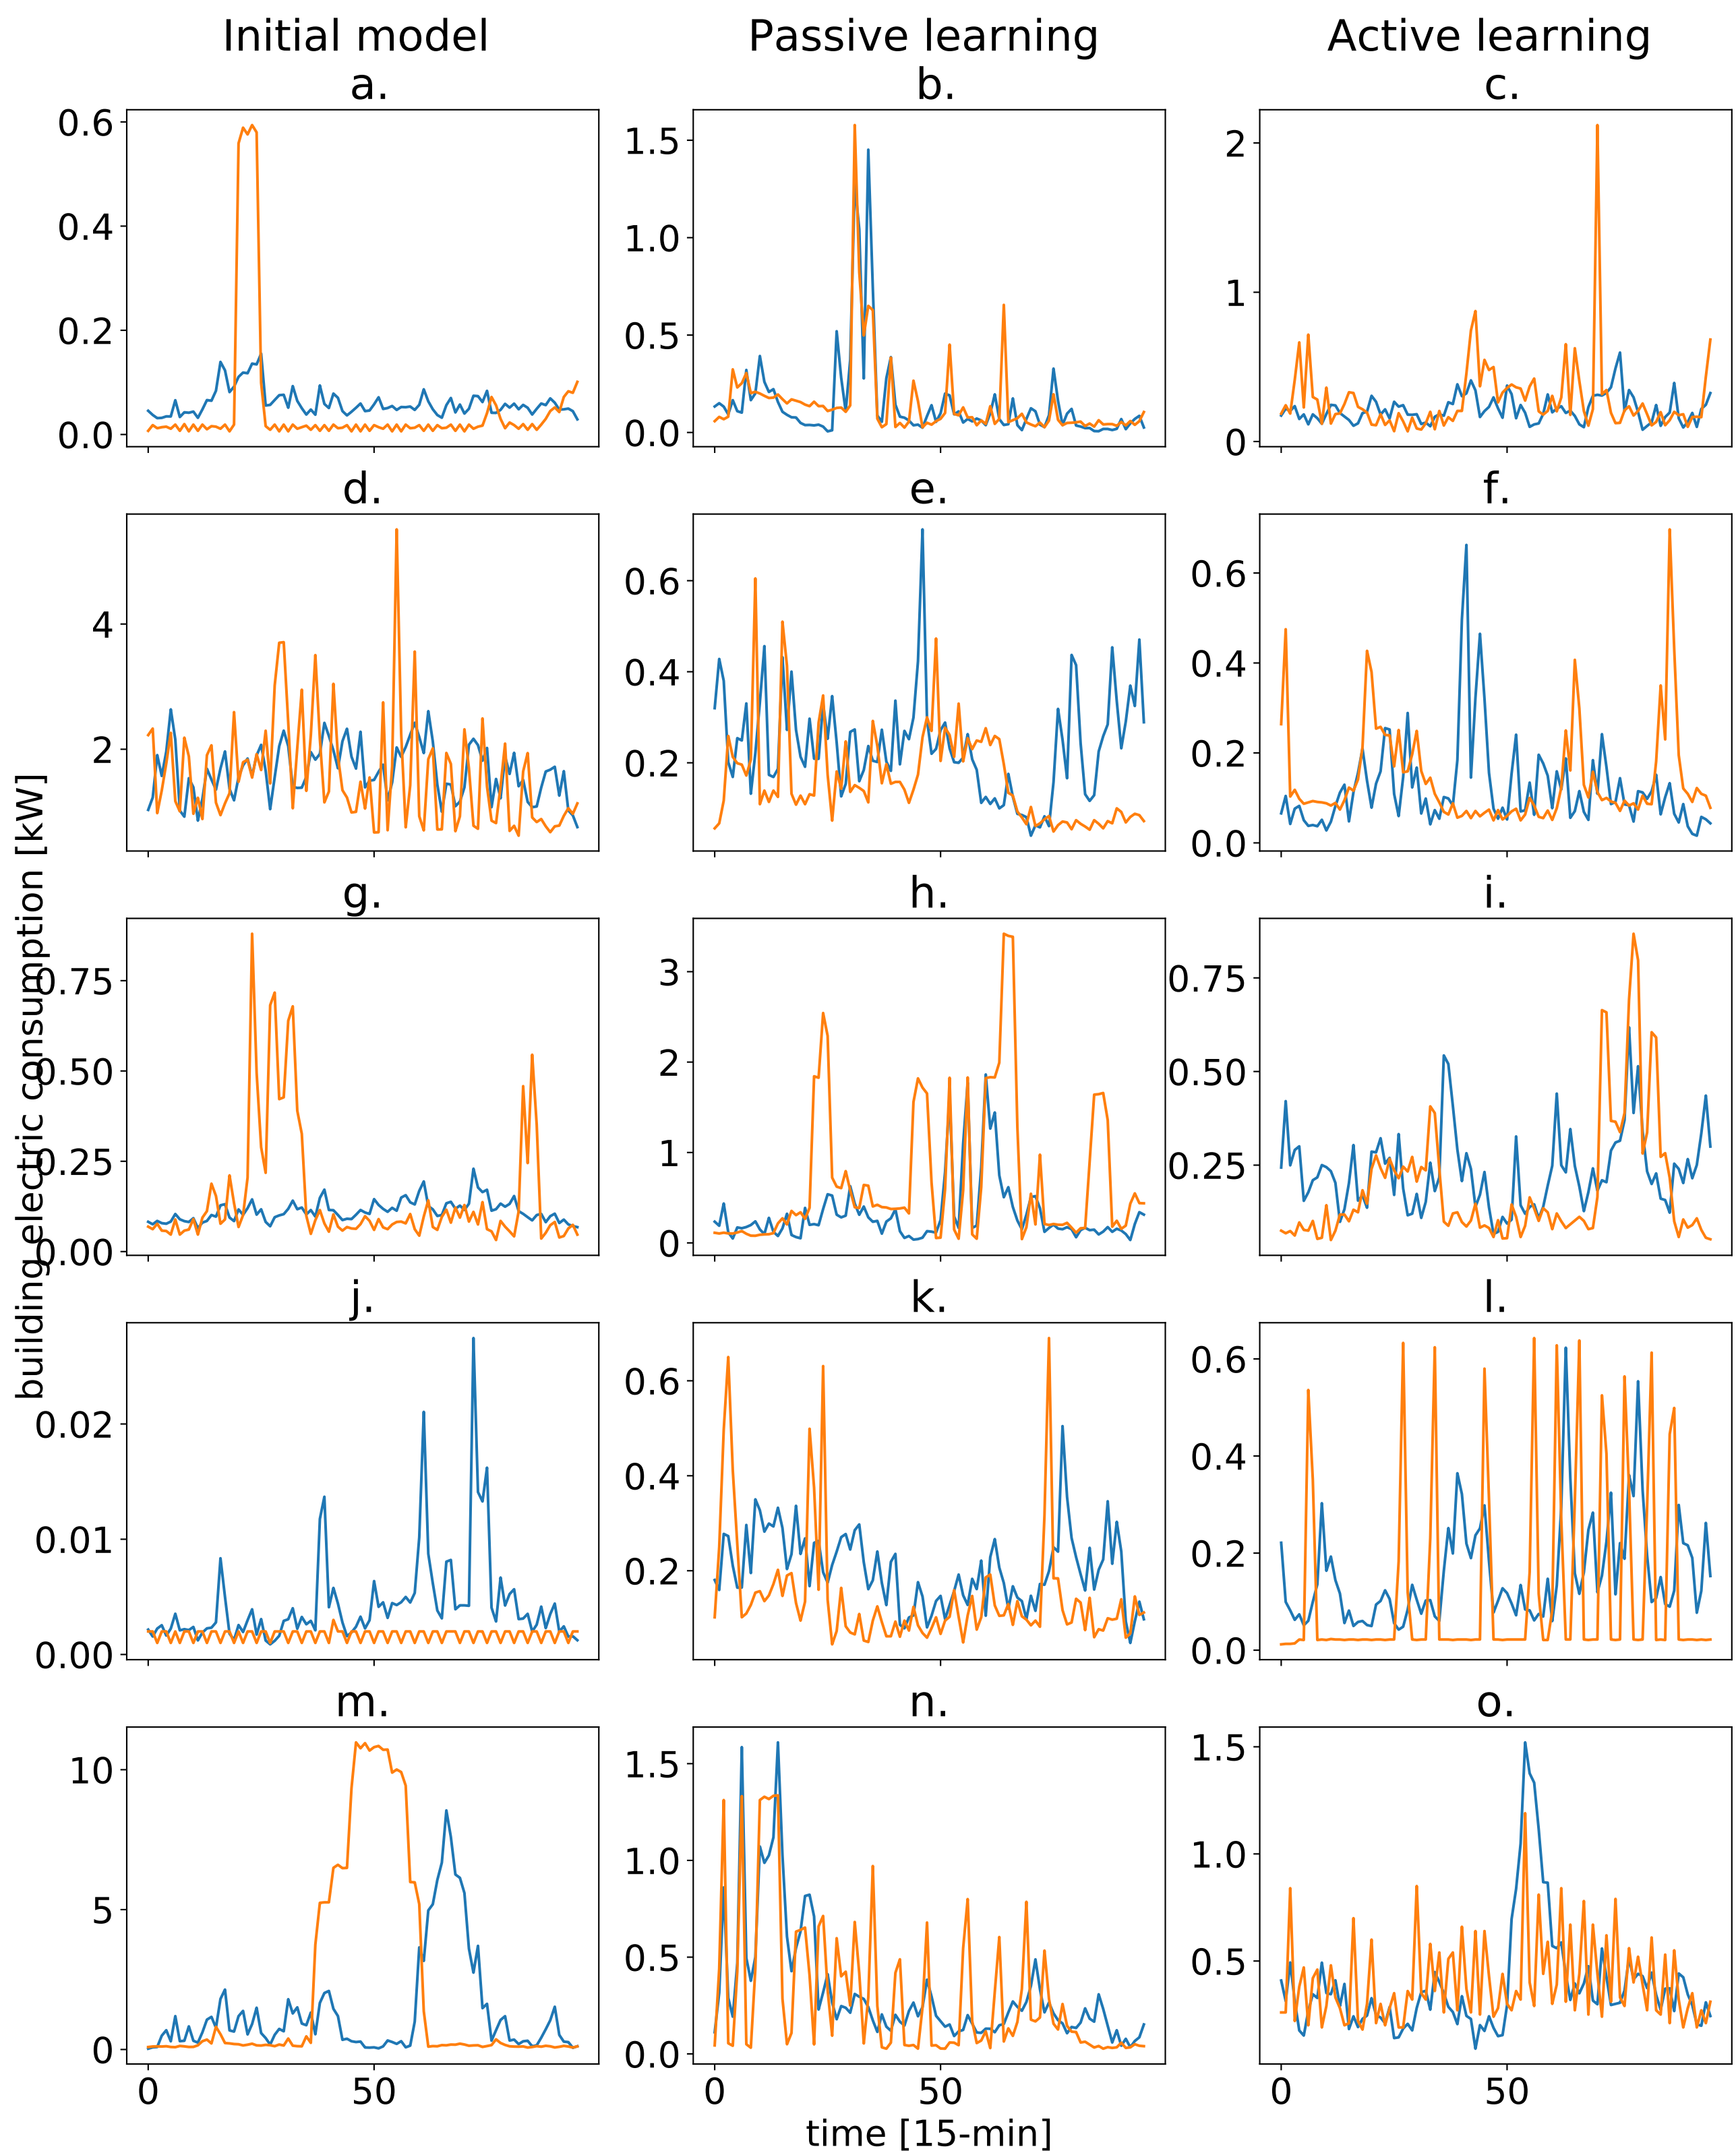 Initial model
Passive learning
Active learning
a.
b.
c.
0.6
0.4
0.2
0.0
1.5
1.0
0.5
0.0
2
1
0
d.
e.
f.
4
2
0.6
0.4
0.2
0.6
0.4
0.2
0.0
building electric consumption [kW]
g.
h.
i.
0.75
0.50
0.25
0.00
3
2
1
0
0.75
0.50
0.25
j.
k.
l.
0.02
0.01
0.00
0.6
0.4
0.2
0.6
0.4
0.2
0.0
m.
n.
o.
10
5
0
1.5
1.0
0.5
0.0
1.5
1.0
0.5
0
50
0
50
0
50
time [15-min]